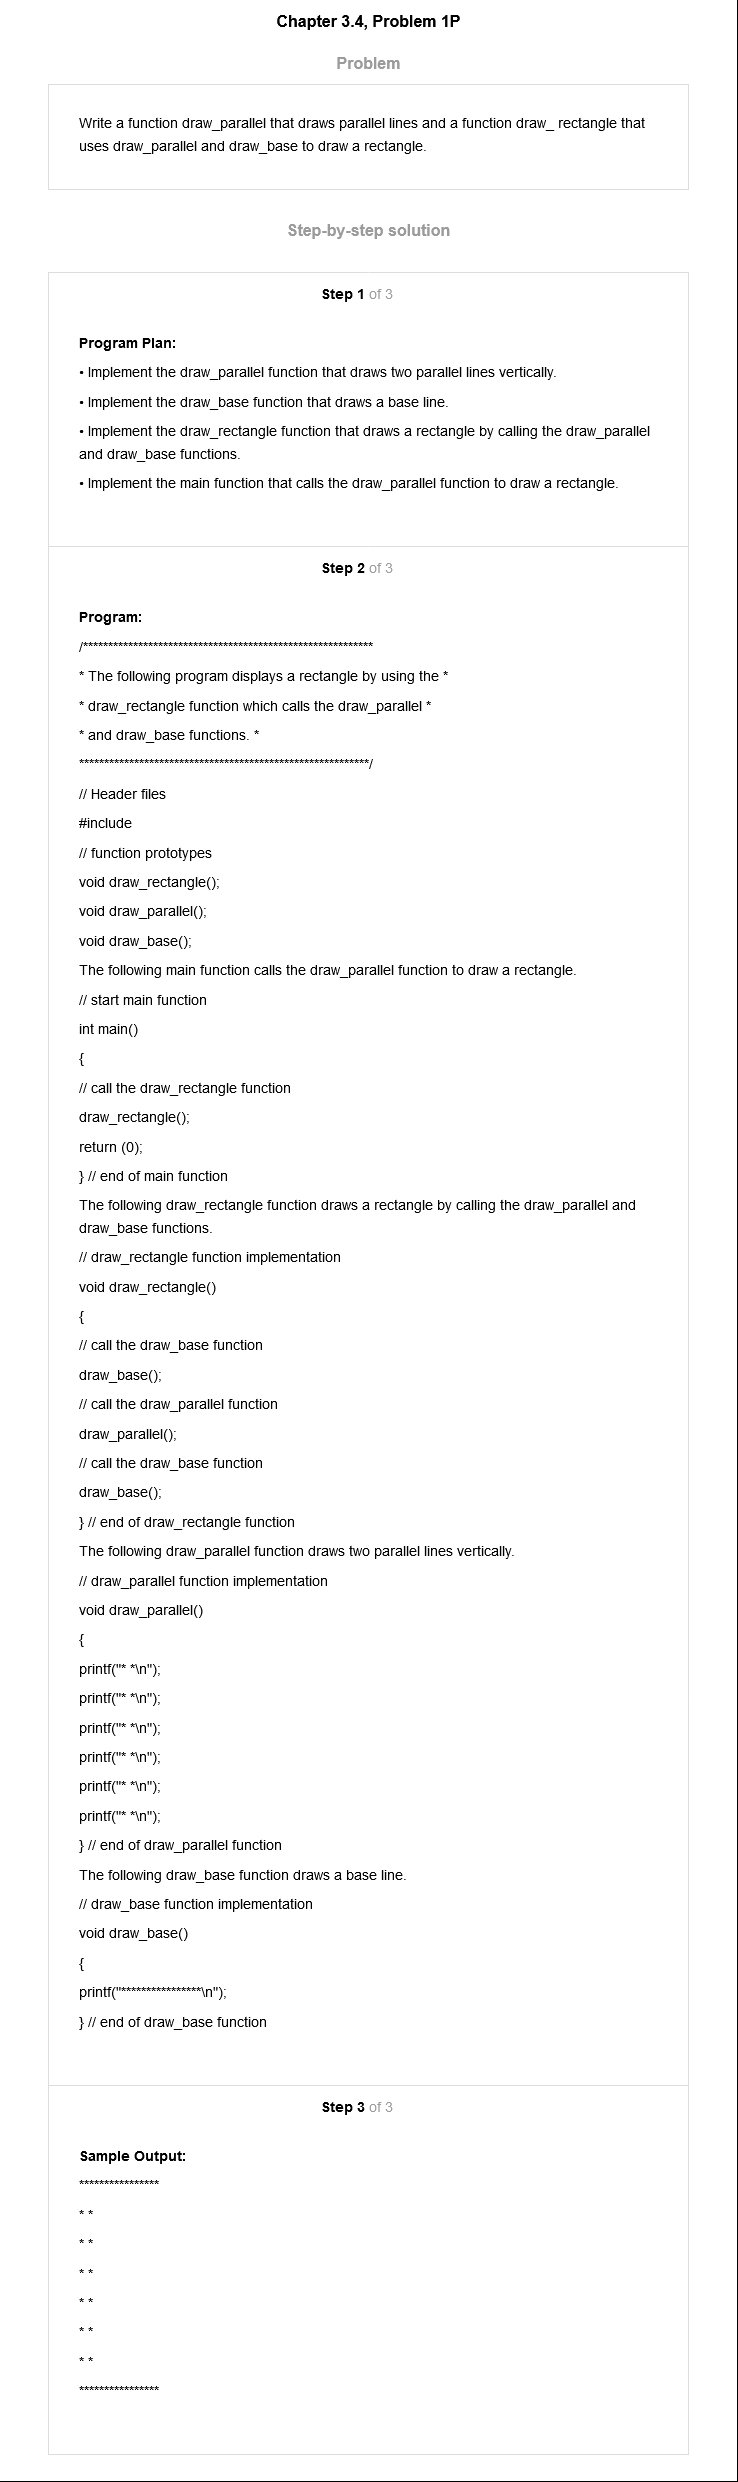 Chapter 3.4, Problem 1P
Problem
Write a function draw_parallel that draws parallel lines and a function draw_ rectangle that
uses draw_parallel and draw_base to draw a rectangle.
Step-by-step solution
Step 1 of 3
Program Plan:
• Implement the draw_parallel function that draws two parallel lines vertically.
• Implement the draw_base function that draws a base line.
• Implement the draw_rectangle function that draws a rectangle by calling the draw_parallel
and draw_base functions.
• Implement the main function that calls the draw_parallel function to draw a rectangle.
Step 2 of 3
Program:
/**********************************************************
* The following program displays a rectangle by using the *
* draw_rectangle function which calls the draw_parallel *
* and draw_base functions. *
**********************************************************/
// Header files
#include
// function prototypes
void draw_rectangle();
void draw_parallel();
void draw_base();
The following main function calls the draw_parallel function to draw a rectangle.
// start main function
int main()
{
// call the draw_rectangle function
draw_rectangle();
return (0);
} // end of main function
The following draw_rectangle function draws a rectangle by calling the draw_parallel and
draw_base functions.
// draw_rectangle function implementation
void draw_rectangle()
{
// call the draw_base function
draw_base();
// call the draw_parallel function
draw_parallel();
// call the draw_base function
draw_base();
} // end of draw_rectangle function
The following draw_parallel function draws two parallel lines vertically.
// draw_parallel function implementation
void draw_parallel()
{
printf("* *\n");
printf("* *\n");
printf("* *\n");
printf("* *\n");
printf("* *\n");
printf("* *\n");
} // end of draw_parallel function
The following draw_base function draws a base line.
// draw_base function implementation
void draw_base()
{
printf("****************\n");
} // end of draw_base function
Step 3 of 3
Sample Output:
****************
* *
* *
* *
* *
* *
* *
****************